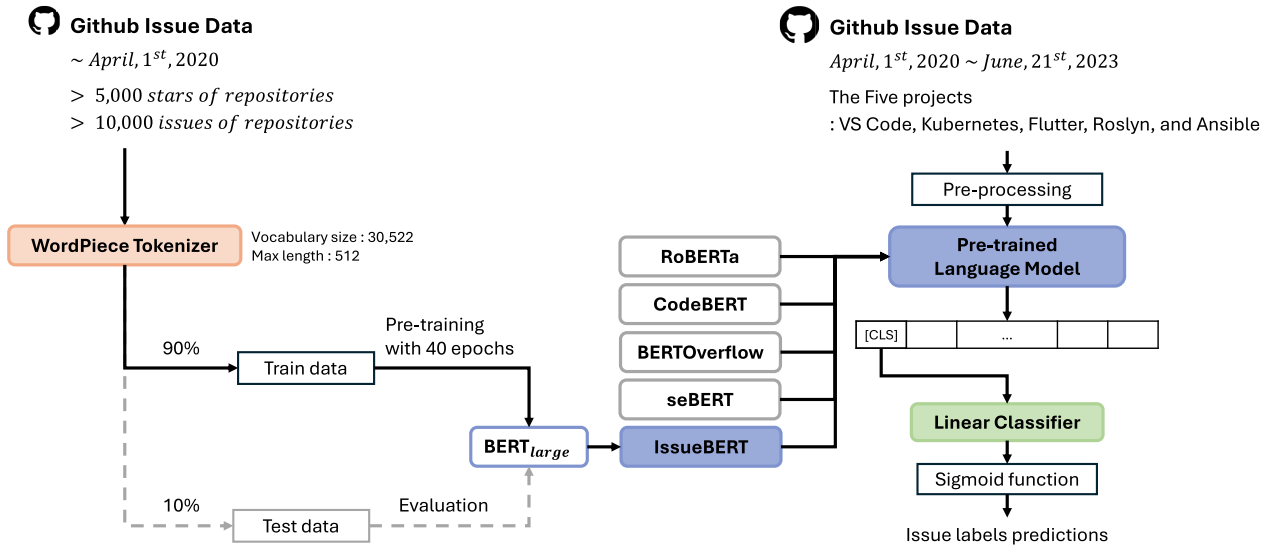 Github Issue Data
~ April, 1st, 2020
> 5,000 stars of repositories
> 10,000 issues of repositories
WordPiece Tokenizer
Vocabulary size : 30,522
Max length : 512
90%
Train data
Pre-training
with 40 epochs
BERTlarge
10%
Test data
Evaluation
RoBERTa
CodeBERT
BERTOverflow
seBERT
IssueBERT
Github Issue Data
April, 1st, 2020 ~ June, 21st, 2023
The Five projects
: VS Code, Kubernetes, Flutter, Roslyn, and Ansible
Pre-processing
Pre-trained
Language Model
[CLS]
...
Linear Classifier
Sigmoid function
Issue labels predictions